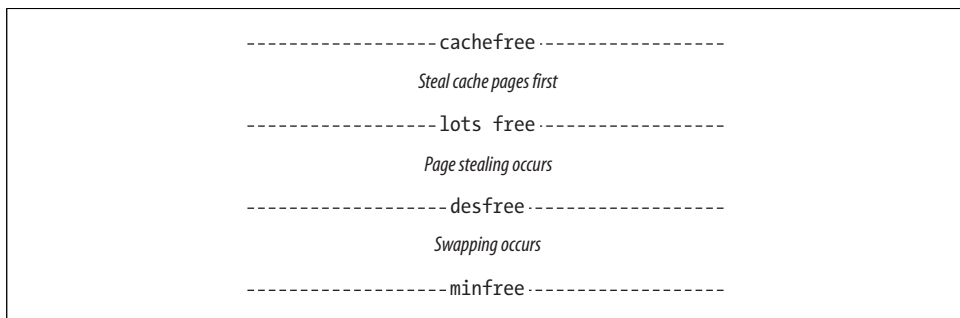 ------------------cachefree------------------
Steal cache pages first
------------------lots free------------------
Page stealing occurs
-------------------desfree-------------------
Swapping occurs
-------------------minfree-------------------